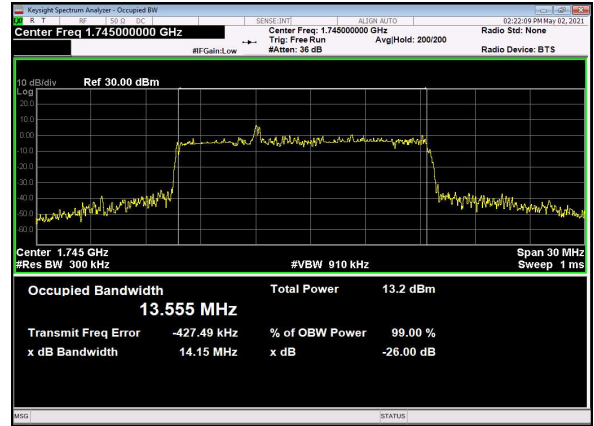 Keysight Spectrum Analyzer - Occupied BW
R T RF 50 Ω DC SENSE:INT ALIGN AUTO 02:22:09 PM May 02, 2021
Center Freq 1.745000000 GHz Center Freq: 1.745000000 GHz Radio Std: None
Trig: Free Run Avg|Hold: 200/200
#IFGain:Low #Atten: 36 dB Radio Device: BTS
10 dB/div Ref 30.00 dBm
Log
20.0
10.0
0.00
-10.0
-20.0
-30.0
-40.0
-50.0
-60.0
Center 1.745 GHz Span 30 MHz
#Res BW 300 kHz #VBW 910 kHz Sweep 1 ms
Occupied Bandwidth Total Power 13.2 dBm
13.555 MHz
Transmit Freq Error -427.49 kHz % of OBW Power 99.00 %
x dB Bandwidth 14.15 MHz x dB -26.00 dB
MSG STATUS